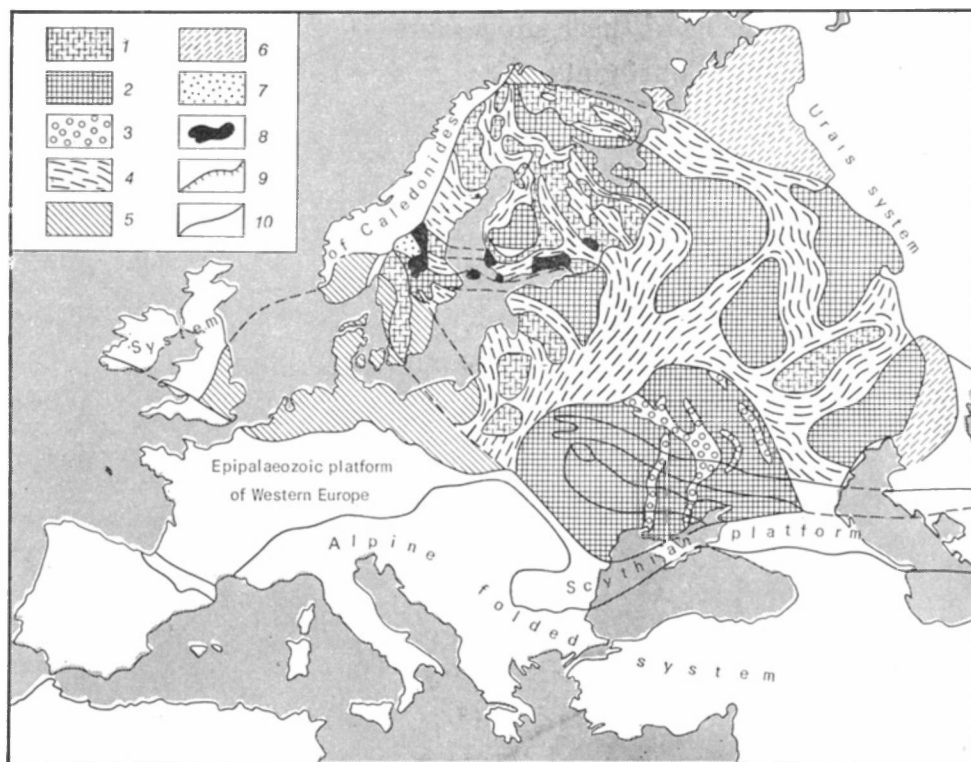 1
2
3
4
5
6
7
8
9
10
System of Caledonides
Urals system
Epipalaeozoic platform
of Western Europe
Alpine folded system
Scythian platform